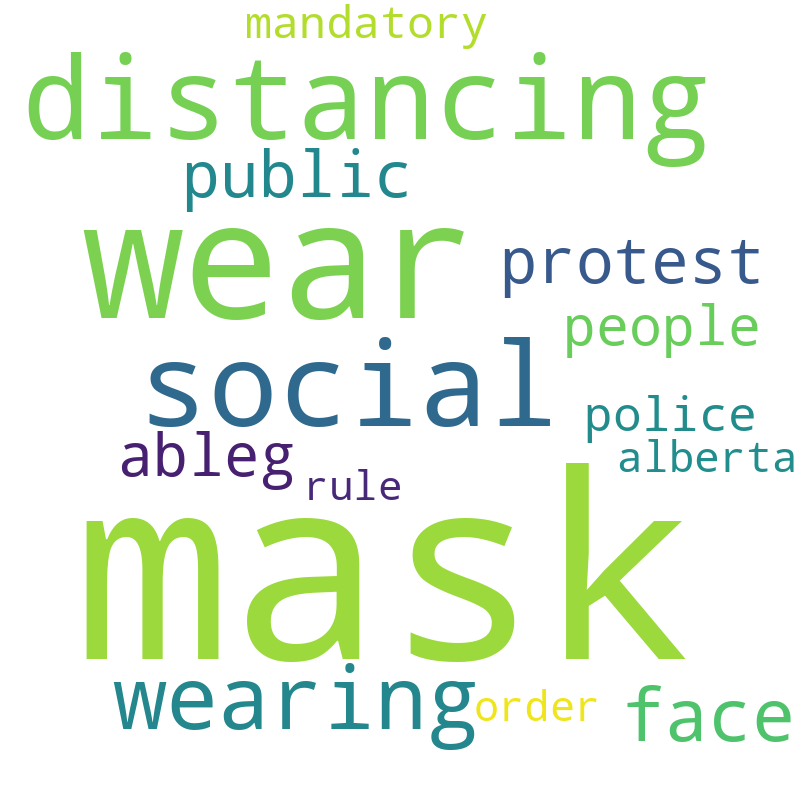 mandatory
distancing
public
wear
protest
people
social
police
ableg
alberta
rule
mask
wearing
order
face